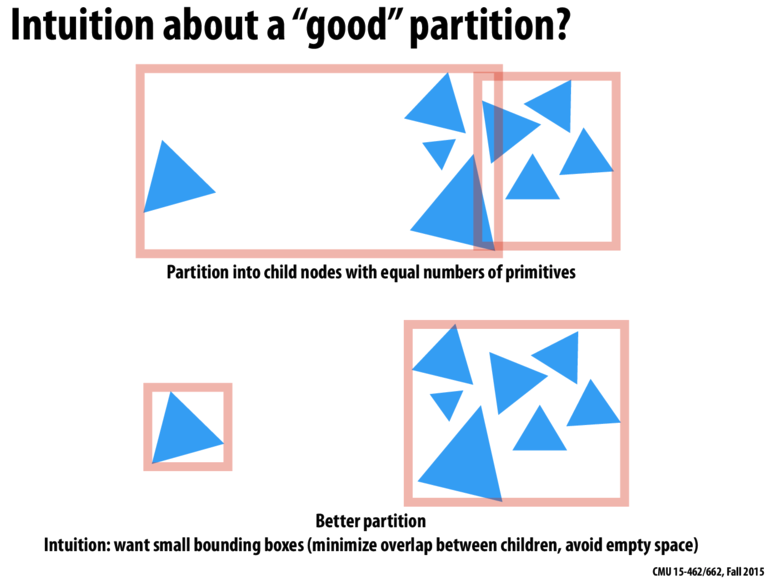 Intuition about a “good” partition?
Partition into child nodes with equal numbers of primitives
Better partition
Intuition: want small bounding boxes (minimize overlap between children, avoid empty space)
CMU 15-462/662, Fall 2015